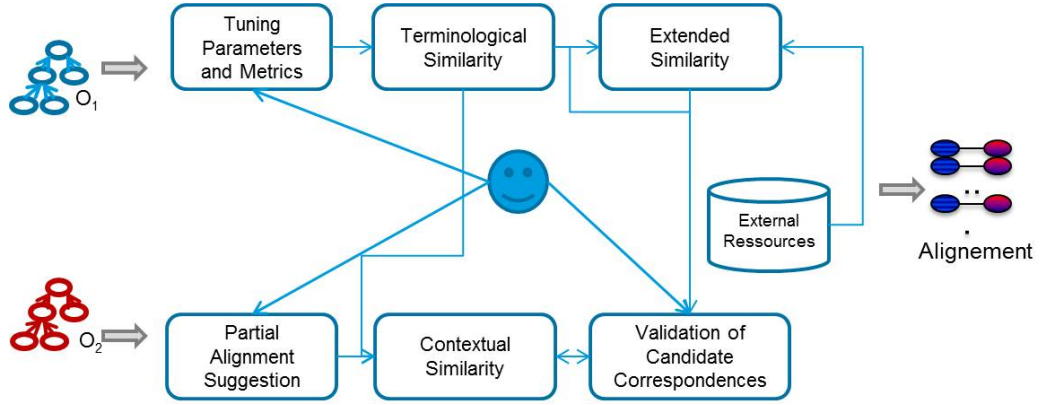 Tuning
Parameters
and Metrics
Terminological
Similarity
Extended
Similarity
O1
External
Ressources
Alignement
O2
Partial
Alignment
Suggestion
Contextual
Similarity
Validation of
Candidate
Correspondences